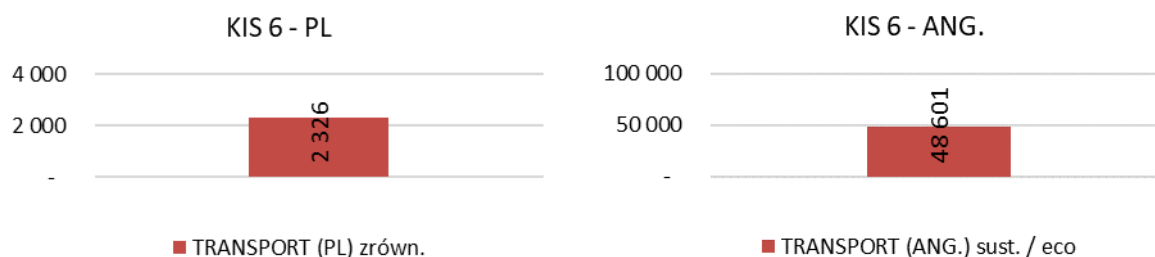 KIS 6 - PL
4 000
2 000
-
2 326
TRANSPORT (PL) zrówn.
KIS 6 - ANG.
100 000
50 000
-
48 601
TRANSPORT (ANG.) sust. / eco